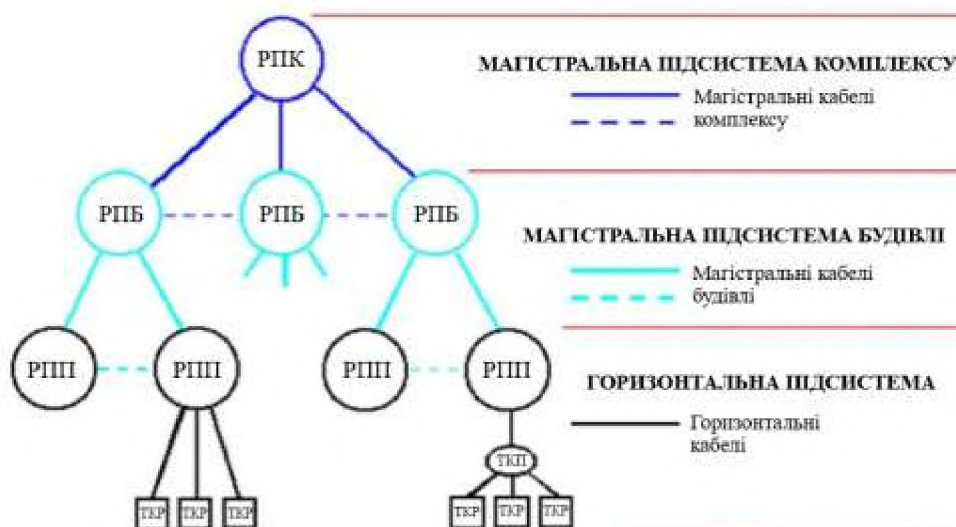 РПК
МАГІСТРАЛЬНА ПІДСИСТЕМА КОМПЛЕКСУ
Магістральні кабелі
комплексу
РПБ РПБ РПБ
МАГІСТРАЛЬНА ПІДСИСТЕМА БУДІВЛІ
Магістральні кабелі
будівлі
РПП РПП РПП РПП
ГОРИЗОНТАЛЬНА ПІДСИСТЕМА
Горизонтальні
кабелі
ТКП
ТКР ТКР ТКР ТКР ТКР ТКР